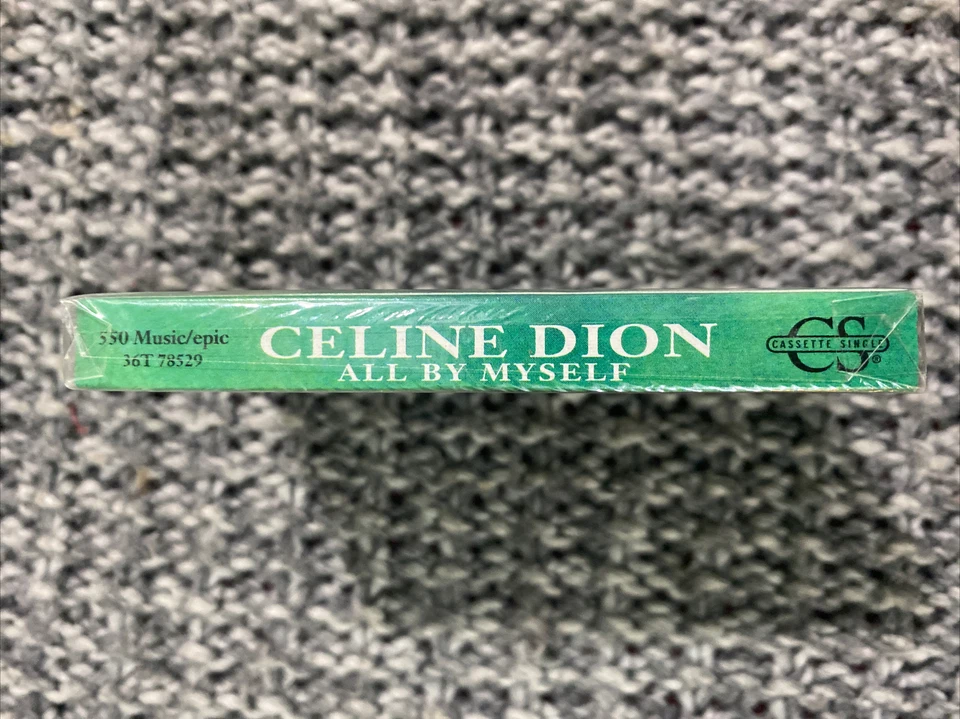 550 Music/epic
36T 78529
CELINE DION
ALL BY MYSELF
CS
CASSETTE SINGLE
®